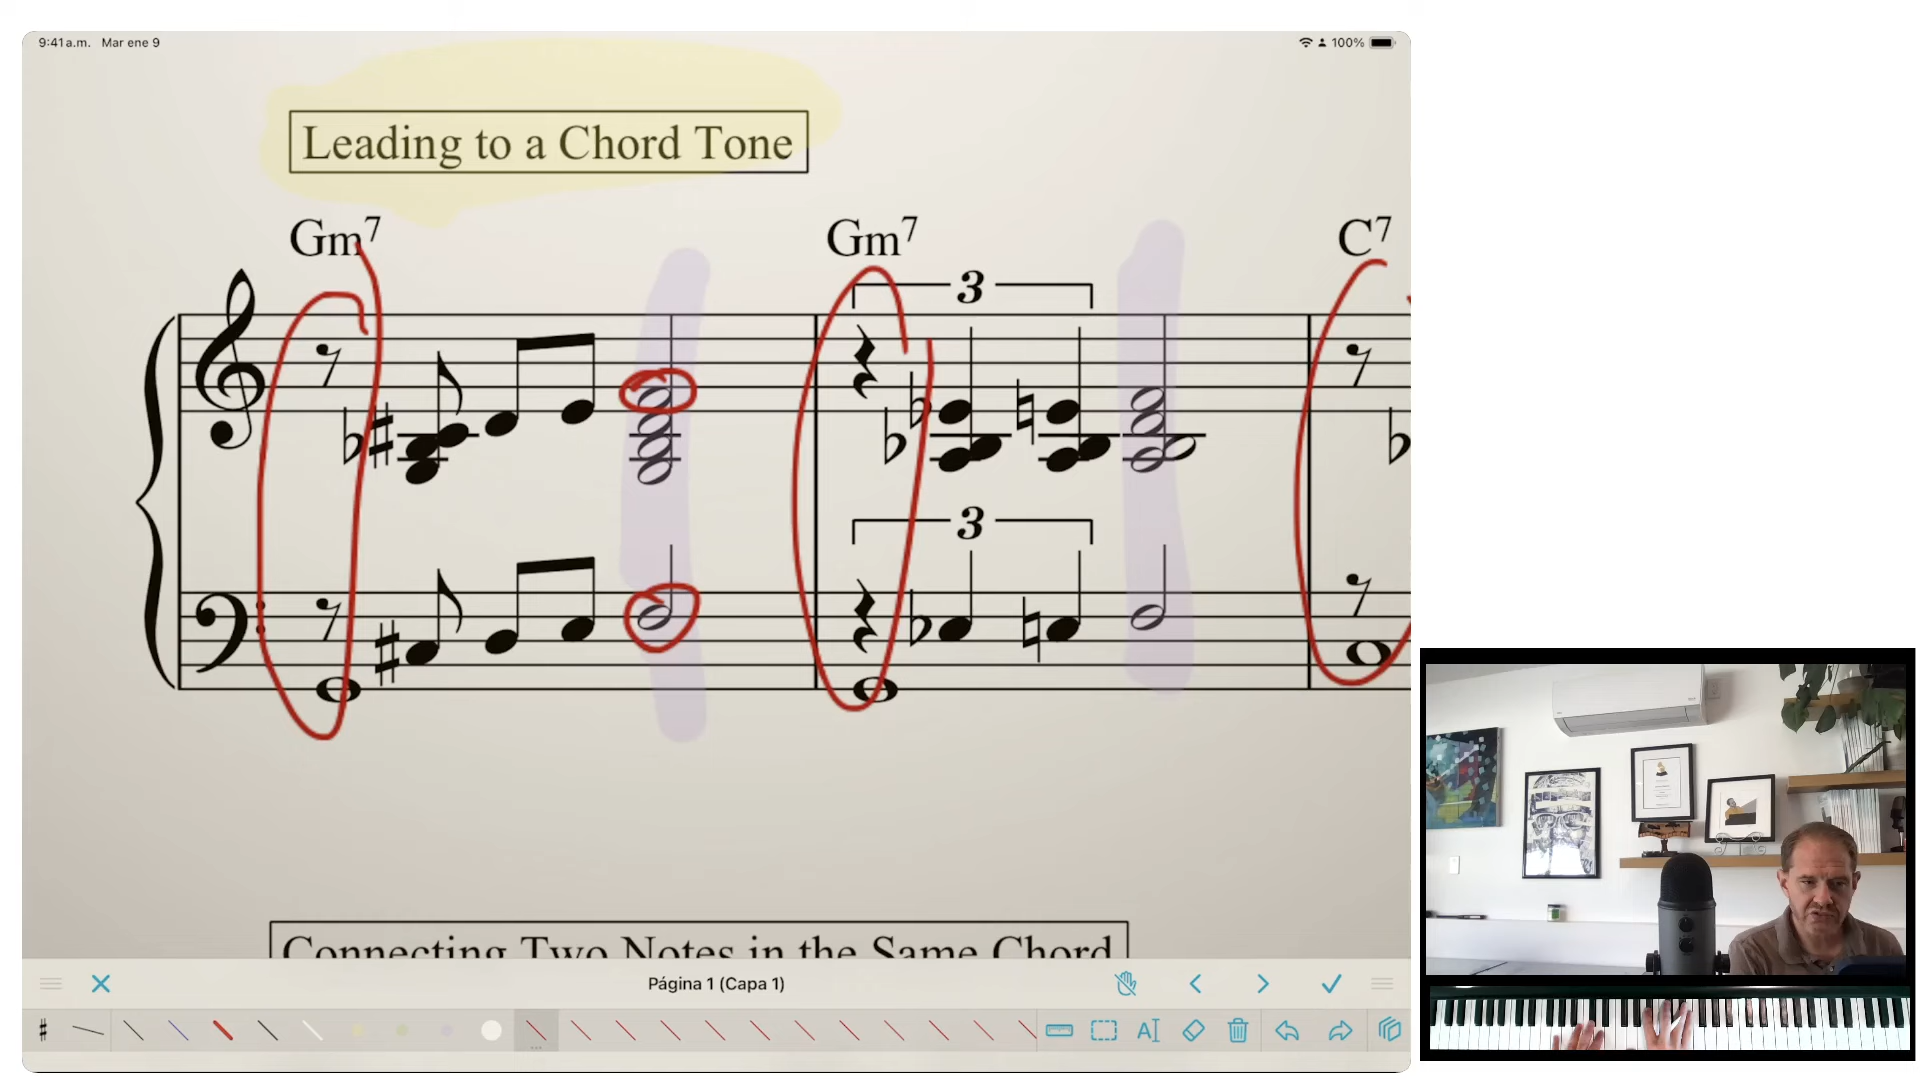 9:41 a.m. Mar ene 9
100%
Leading to a Chord Tone
Gm7
Gm7
C7
3
3
Connecting Two Notes in the Same Chord
Página 1 (Capa 1)
A